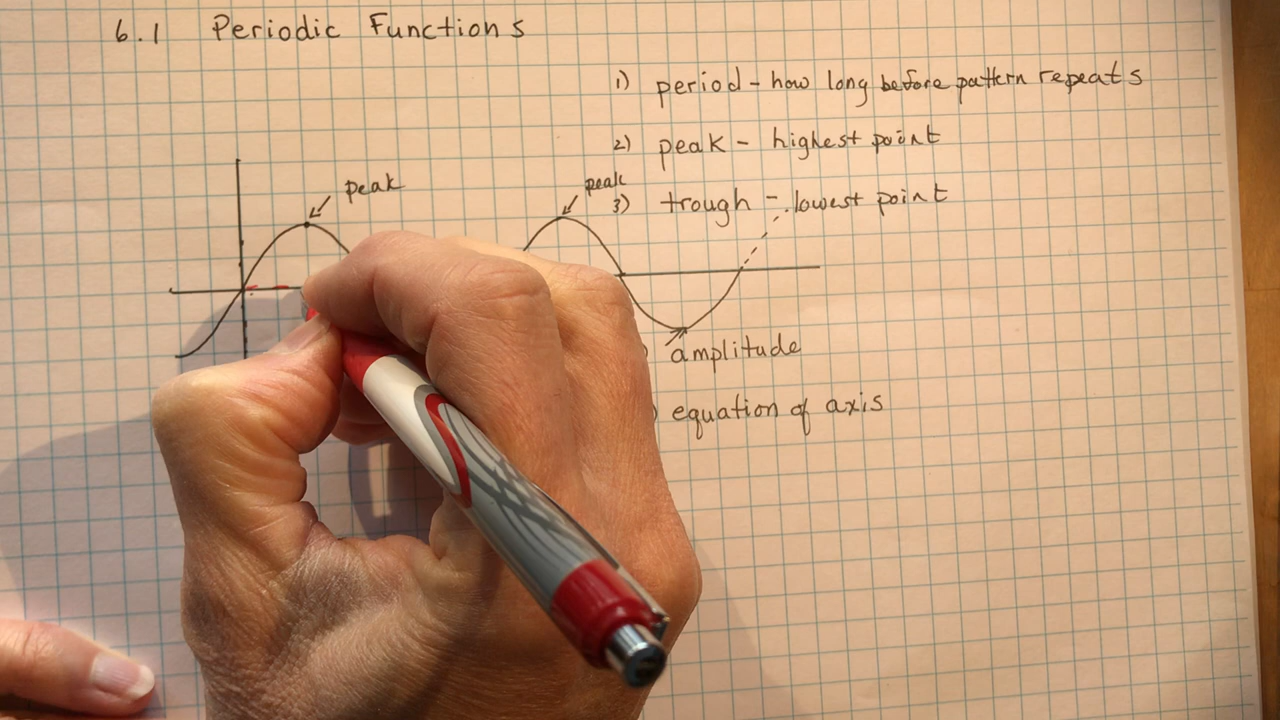 6.1 Periodic Functions
1) period - how long before pattern repeats
2) peak - highest point
peak
peak
3) trough - lowest point
) amplitude
) equation of axis